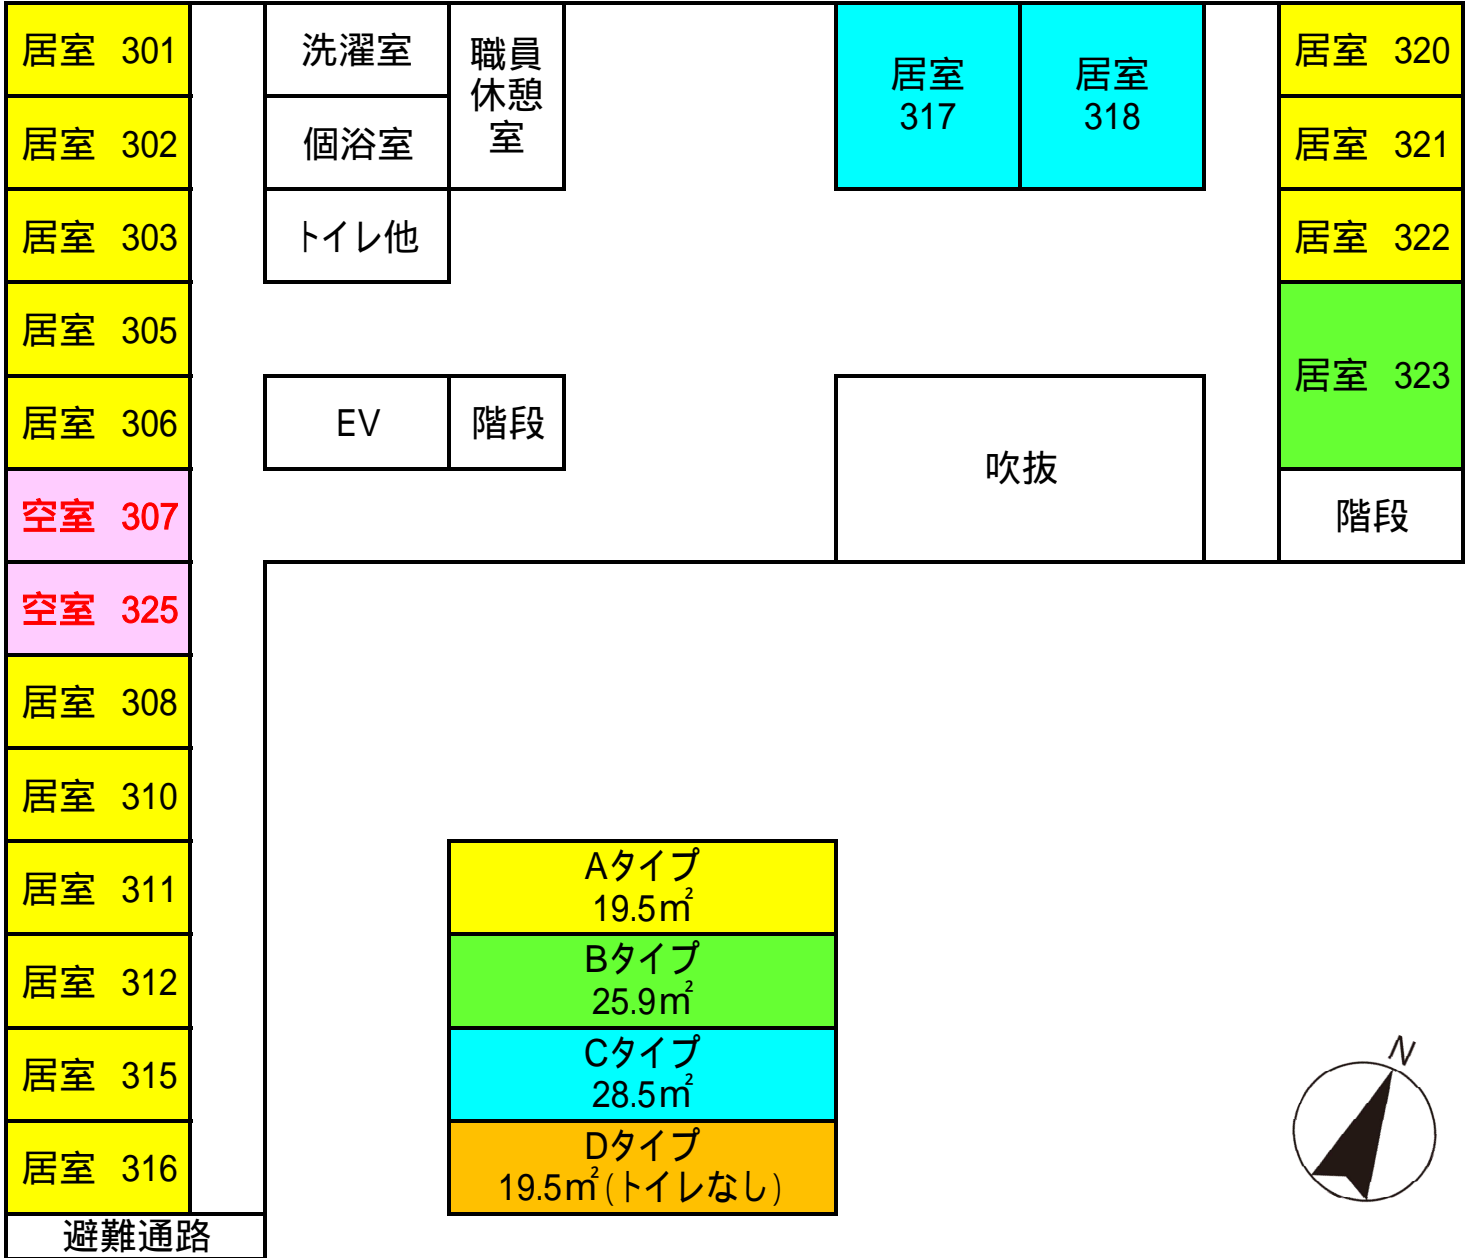 居室 301
居室 302
居室 303
居室 305
居室 306
空室 307
空室 325
居室 308
居室 310
居室 311
居室 312
居室 315
居室 316
避難通路
洗濯室
個浴室
トイレ他
職員
休憩
室
EV
階段
居室
317
居室
318
吹抜
居室 320
居室 321
居室 322
居室 323
階段
Aタイプ
19.5㎡
Bタイプ
25.9㎡
Cタイプ
28.5㎡
Dタイプ
19.5㎡(トイレなし)
N